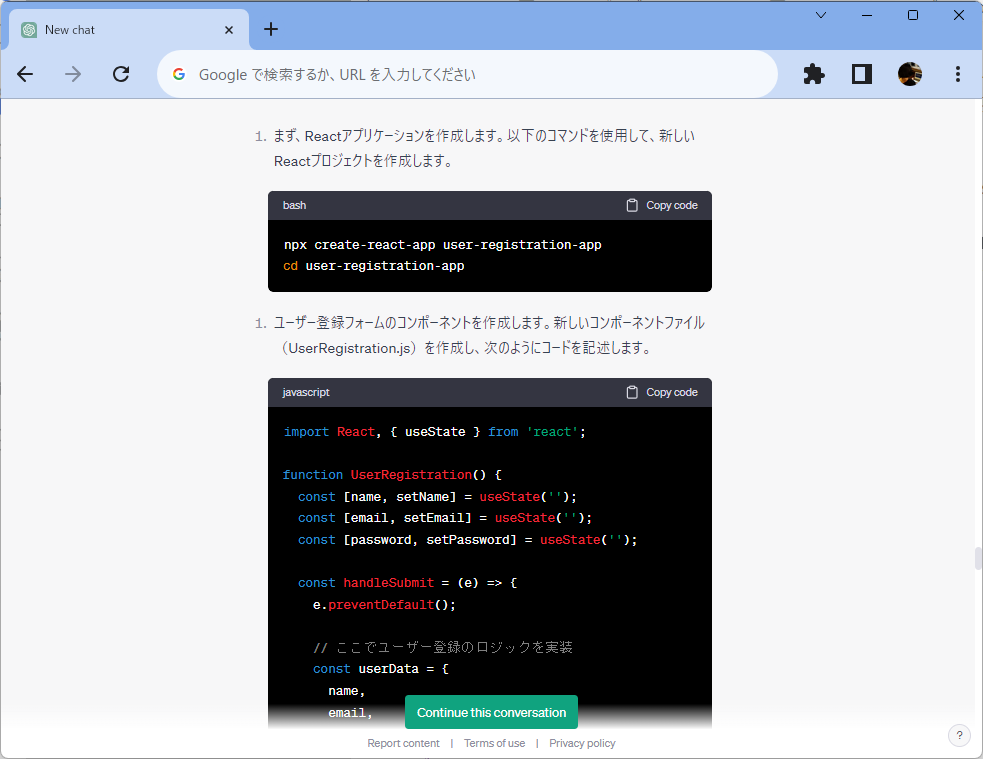 New chat
Google で検索するか、URL を入力してください
1. まず、Reactアプリケーションを作成します。以下のコマンドを使用して、新しい
Reactプロジェクトを作成します。
bash
Copy code
npx create-react-app user-registration-app
cd user-registration-app
1. ユーザー登録フォームのコンポーネントを作成します。新しいコンポーネントファイル
（UserRegistration.js）を作成し、次のようにコードを記述します。
javascript
Copy code
import React, { useState } from 'react';
function UserRegistration() {
const [name, setName] = useState('');
const [email, setEmail] = useState('');
const [password, setPassword] = useState('');
const handleSubmit = (e) => {
e.preventDefault();
// ここでユーザー登録のロジックを実装
const userData = {
name,
email,
Continue this conversation
Report content | Terms of use | Privacy policy
?